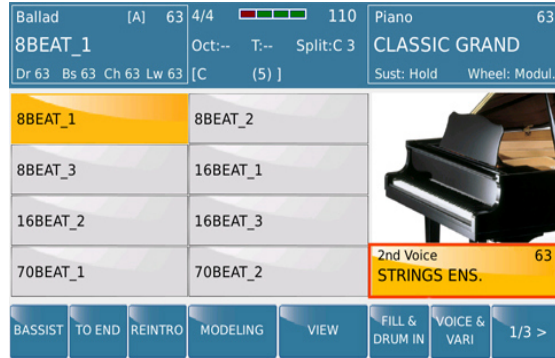 Ballad [A] 63 4/4 110 Piano 63
8BEAT_1 Oct:-- T:-- Split:C 3 CLASSIC GRAND
Dr 63 Bs 63 Ch 63 Lw 63 [C (5) ] Sust: Hold Wheel: Modul.
8BEAT_1 8BEAT_2
8BEAT_3 16BEAT_1
16BEAT_2 16BEAT_3
70BEAT_1 70BEAT_2
2nd Voice 63
STRINGS ENS.
BASSIST TO END REINTRO MODELING VIEW FILL & DRUM IN VOICE & VARI 1/3 >